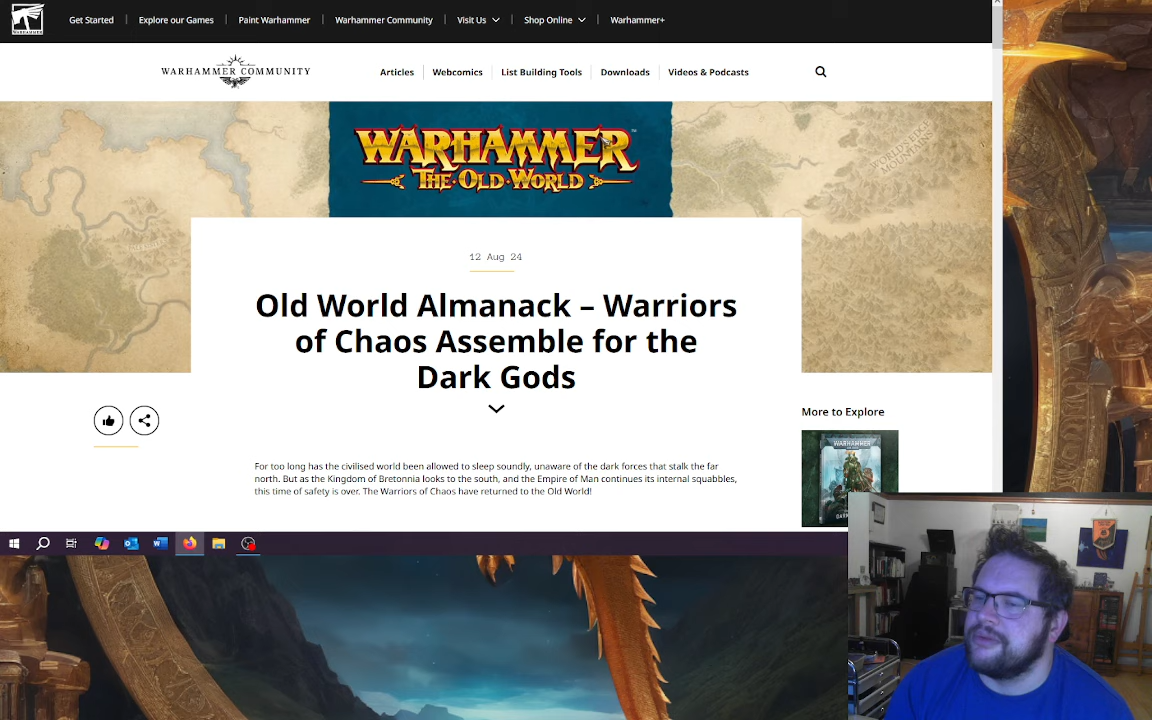 Get Started
Explore our Games
Paint Warhammer
Warhammer Community
Visit Us
Shop Online
Warhammer+
WARHAMMER
WARHAMMER COMMUNITY
Articles
Webcomics
List Building Tools
Downloads
Videos & Podcasts
WARHAMMER™
THE·OLD·WORLD
WORLD'S EDGE
MOUNTAINS
12 Aug 24
Old World Almanack – Warriors
of Chaos Assemble for the
Dark Gods
More to Explore
For too long has the civilised world been allowed to sleep soundly, unaware of the dark forces that stalk the far
north. But as the Kingdom of Bretonnia looks to the south, and the Empire of Man continues its internal squabbles,
this time of safety is over. The Warriors of Chaos have returned to the Old World!
WARHAMMER